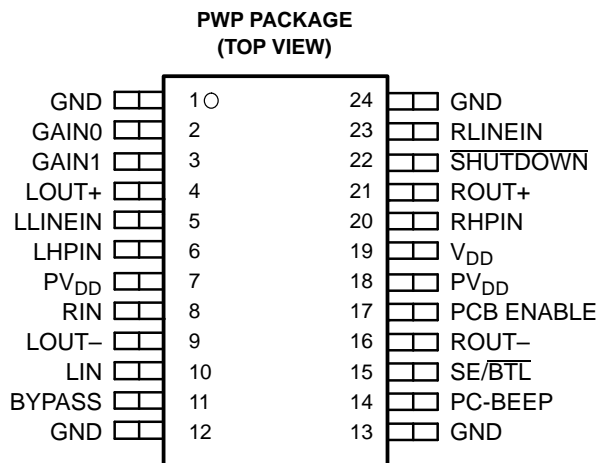 PWP PACKAGE
(TOP VIEW)
GND 1 24 GND
GAIN0 2 23 RLINEIN
GAIN1 3 22 S̅H̅U̅T̅D̅O̅W̅N̅
LOUT+ 4 21 ROUT+
LLINEIN 5 20 RHPIN
LHPIN 6 19 VDD
PVDD 7 18 PVDD
RIN 8 17 PCB ENABLE
LOUT– 9 16 ROUT–
LIN 10 15 SE/B̅T̅L̅
BYPASS 11 14 PC-BEEP
GND 12 13 GND